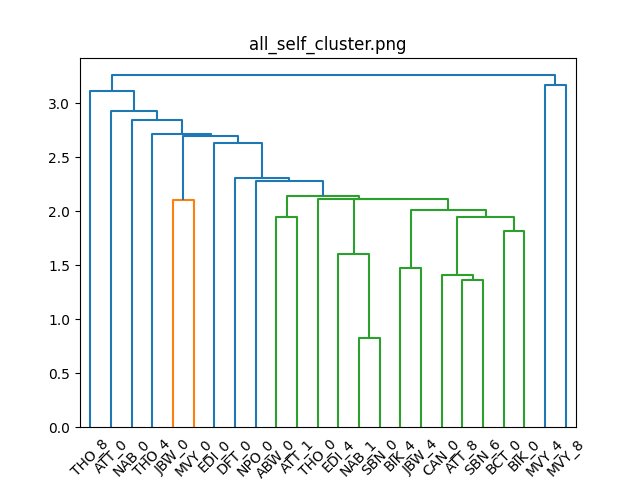 all_self_cluster.png
3.0
2.5
2.0
1.5
1.0
0.5
0.0
THO_8
ATT_0
NAB_0
THO_4
JBW_0
MVY_0
EDI_0
DFT_0
NPO_0
ABW_0
ATT_1
THO_0
EDI_4
NAB_1
SBN_0
BIK_4
JBW_4
CAN_0
ATT_8
SBN_6
BCT_0
BIK_0
MVY_4
MVY_8